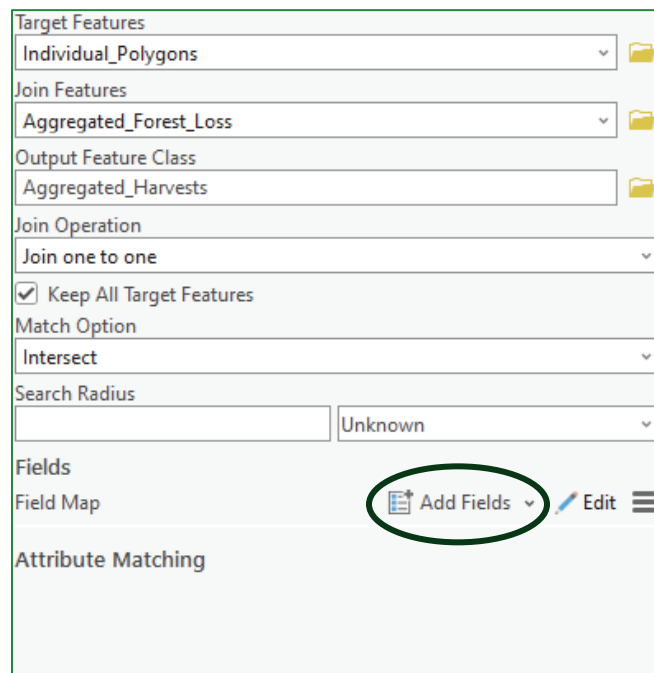 Target Features
Individual_Polygons
Join Features
Aggregated_Forest_Loss
Output Feature Class
Aggregated_Harvests
Join Operation
Join one to one
Keep All Target Features
Match Option
Intersect
Search Radius
Unknown
Fields
Field Map Add Fields Edit
Attribute Matching